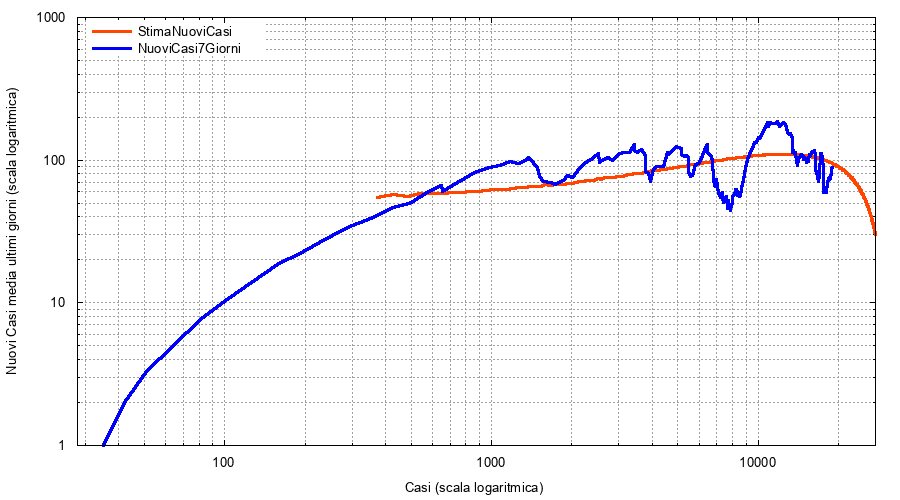 1000
StimaNuoviCasi
NuoviCasi7Giorni
100
10
1
Nuovi Casi media ultimi giorni (scala logaritmica)
100
1000
10000
Casi (scala logaritmica)